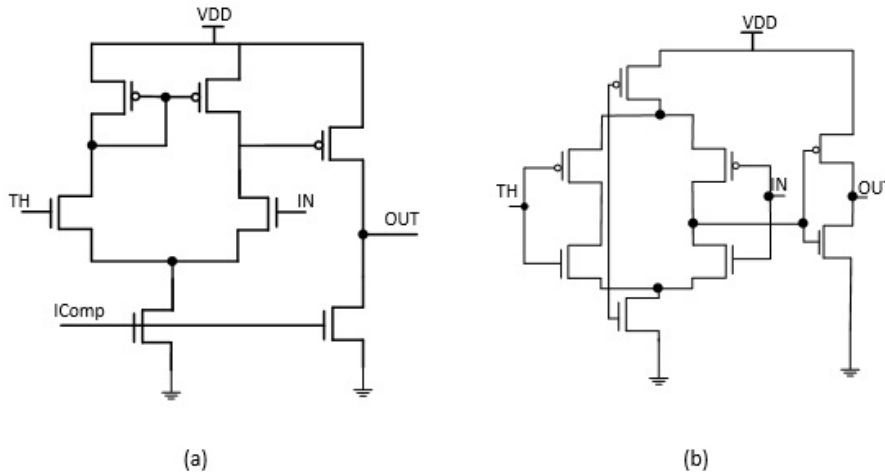 VDD
VDD
TH
IN
OUT
IComp
TH
IN
OUT
(a)
(b)